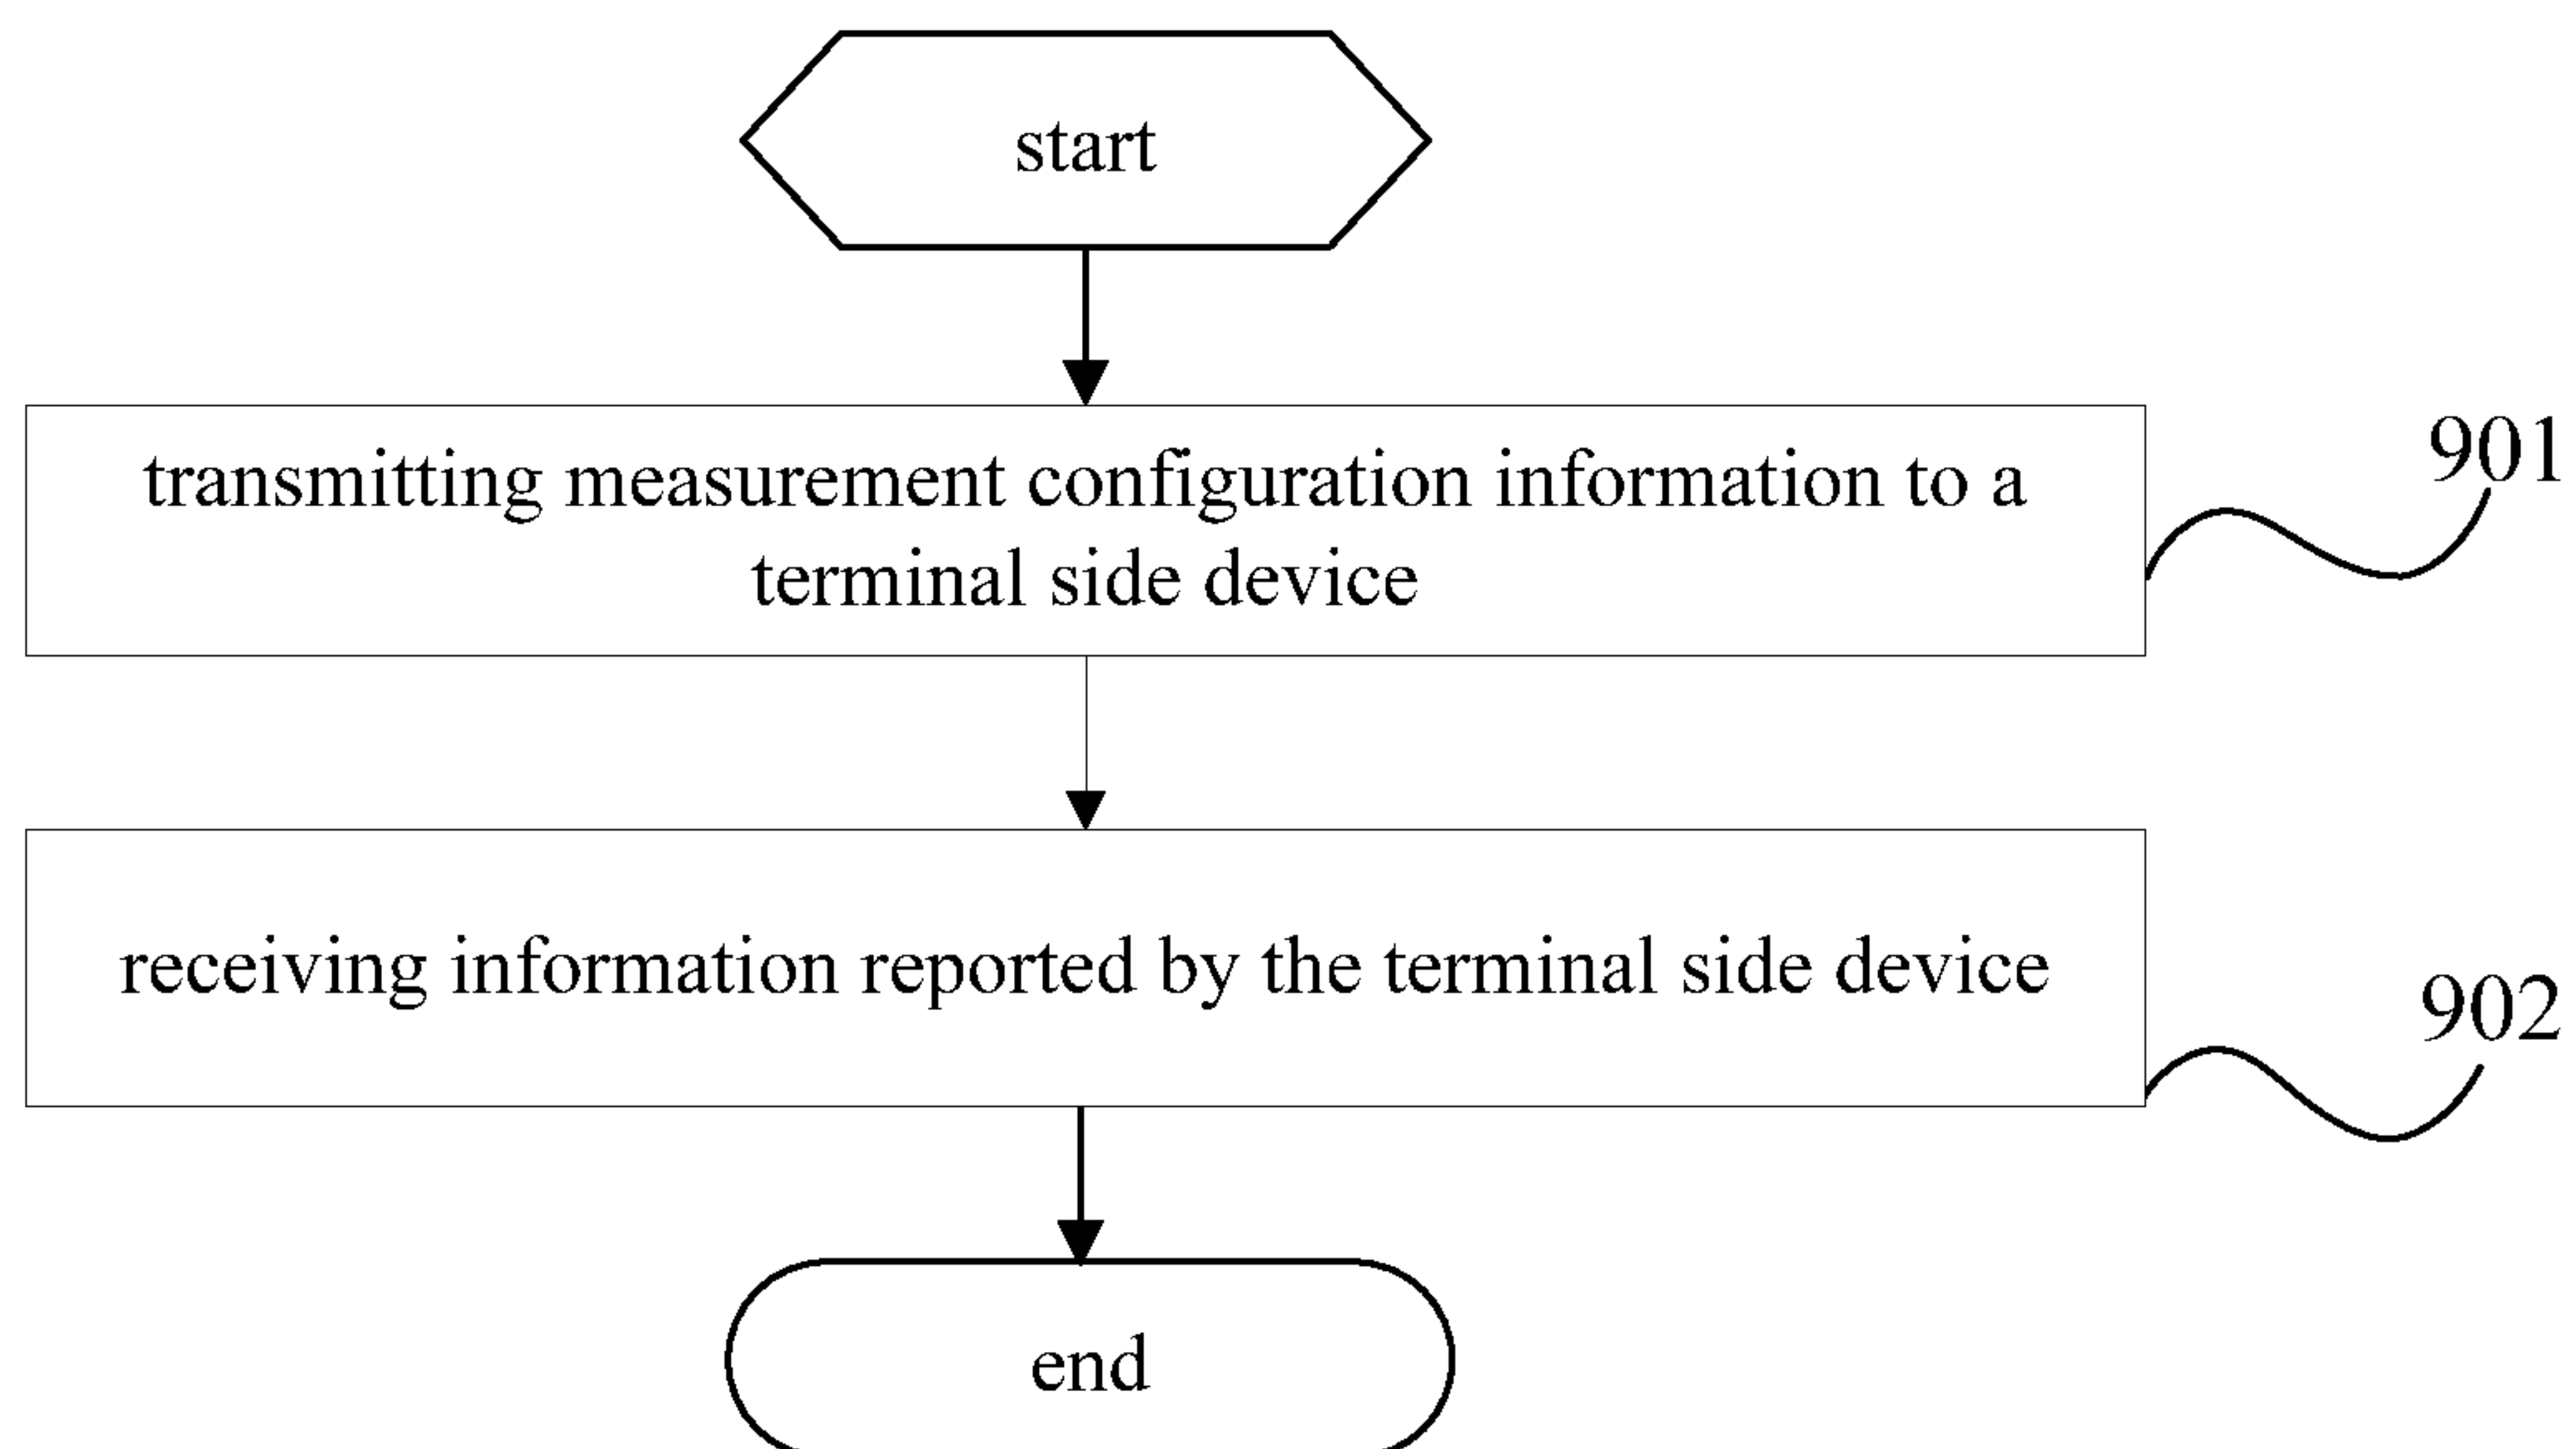 start
transmitting measurement configuration information to a
terminal side device
901
receiving information reported by the terminal side device
902
end